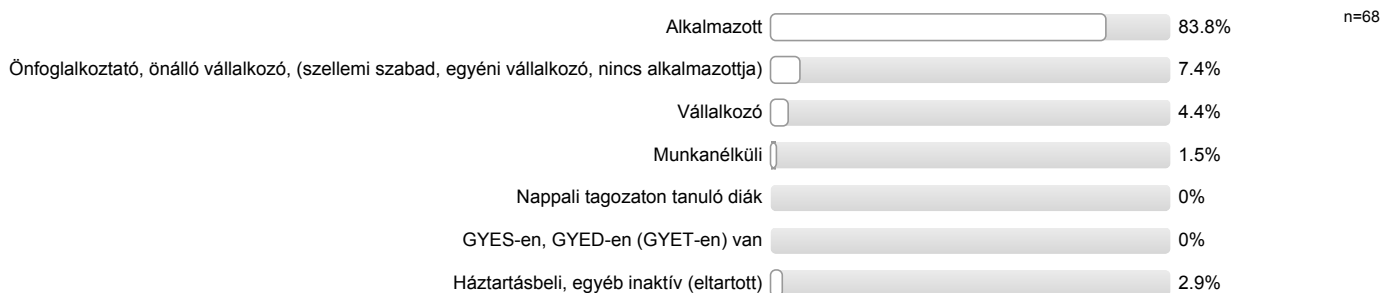 Alkalmazott 83.8% n=68
Önfoglalkoztató, önálló vállalkozó, (szellemi szabad, egyéni vállalkozó, nincs alkalmazottja) 7.4%
Vállalkozó 4.4%
Munkanélküli 1.5%
Nappali tagozaton tanuló diák 0%
GYES-en, GYED-en (GYET-en) van 0%
Háztartásbeli, egyéb inaktív (eltartott) 2.9%